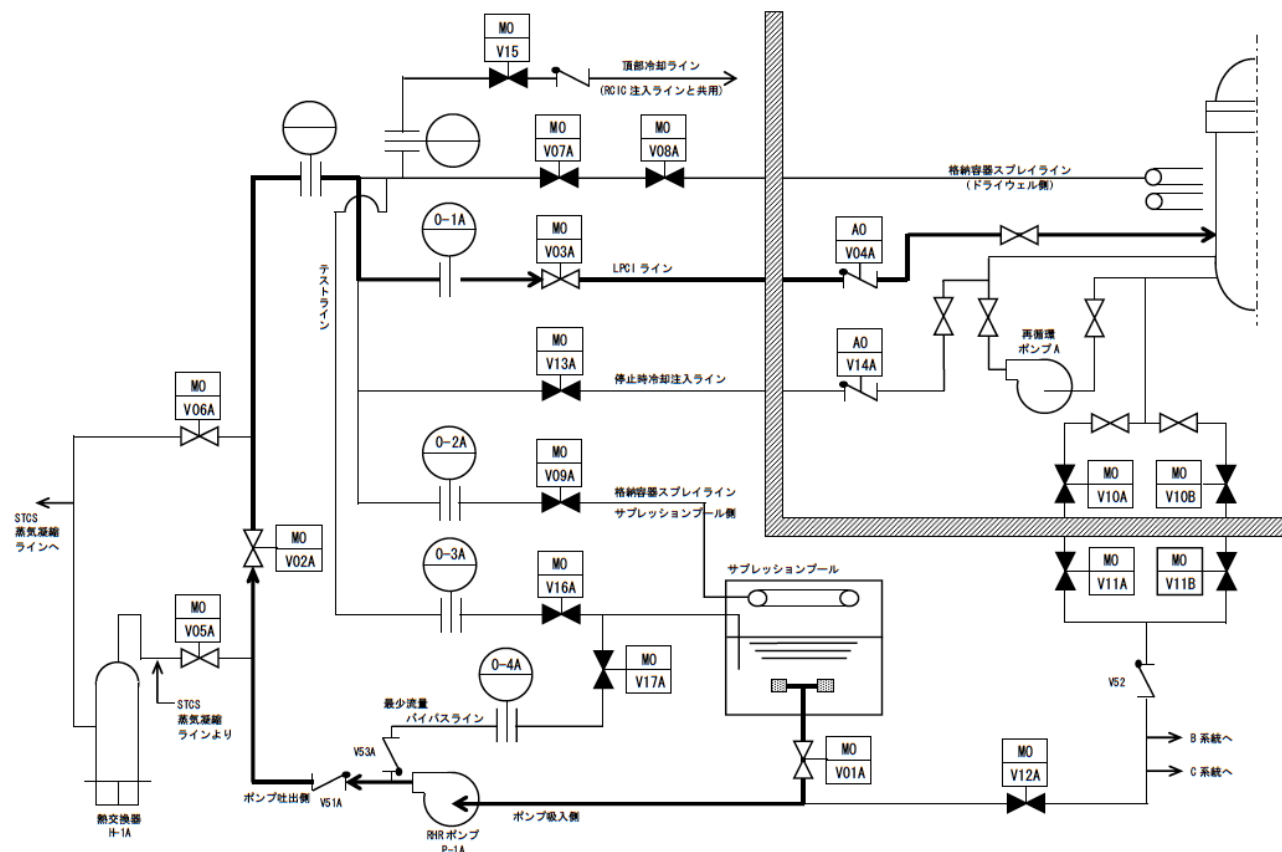 MO
V15
頂部冷却ライン
(RCIC 注入ラインと共用)
MO
V07A
MO
V08A
格納容器スプレイライン
(ドライウェル側)
O-1A
MO
V03A
LPCI ライン
AO
V04A
テストライン
MO
V13A
停止時冷却注入ライン
AO
V14A
再循環
ポンプ A
MO
V06A
O-2A
MO
V09A
格納容器スプレイライン
サプレッションプール側
MO
V10A
MO
V10B
STCS
蒸気凝縮
ラインへ
MO
V02A
O-3A
MO
V16A
サプレッションプール
MO
V11A
MO
V11B
MO
V05A
O-4A
MO
V17A
V52
STCS
蒸気凝縮
ラインより
最少流量
バイパスライン
V53A
MO
V01A
MO
V12A
B 系統へ
C 系統へ
ポンプ吐出側
V51A
ポンプ吸入側
熱交換器
H-1A
RHR ポンプ
P-1A